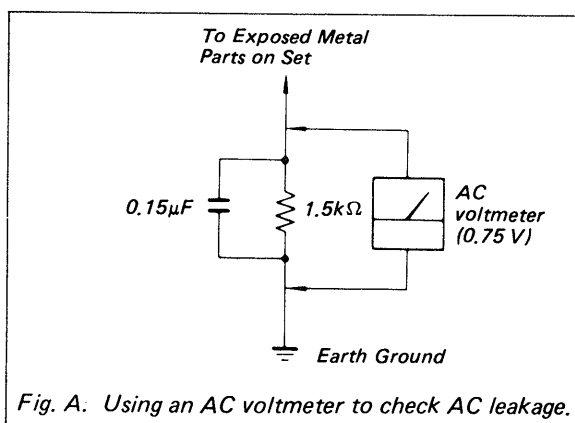 To Exposed Metal
Parts on Set
0.15µF
1.5kΩ
AC
voltmeter
(0.75 V)
Earth Ground
Fig. A. Using an AC voltmeter to check AC leakage.